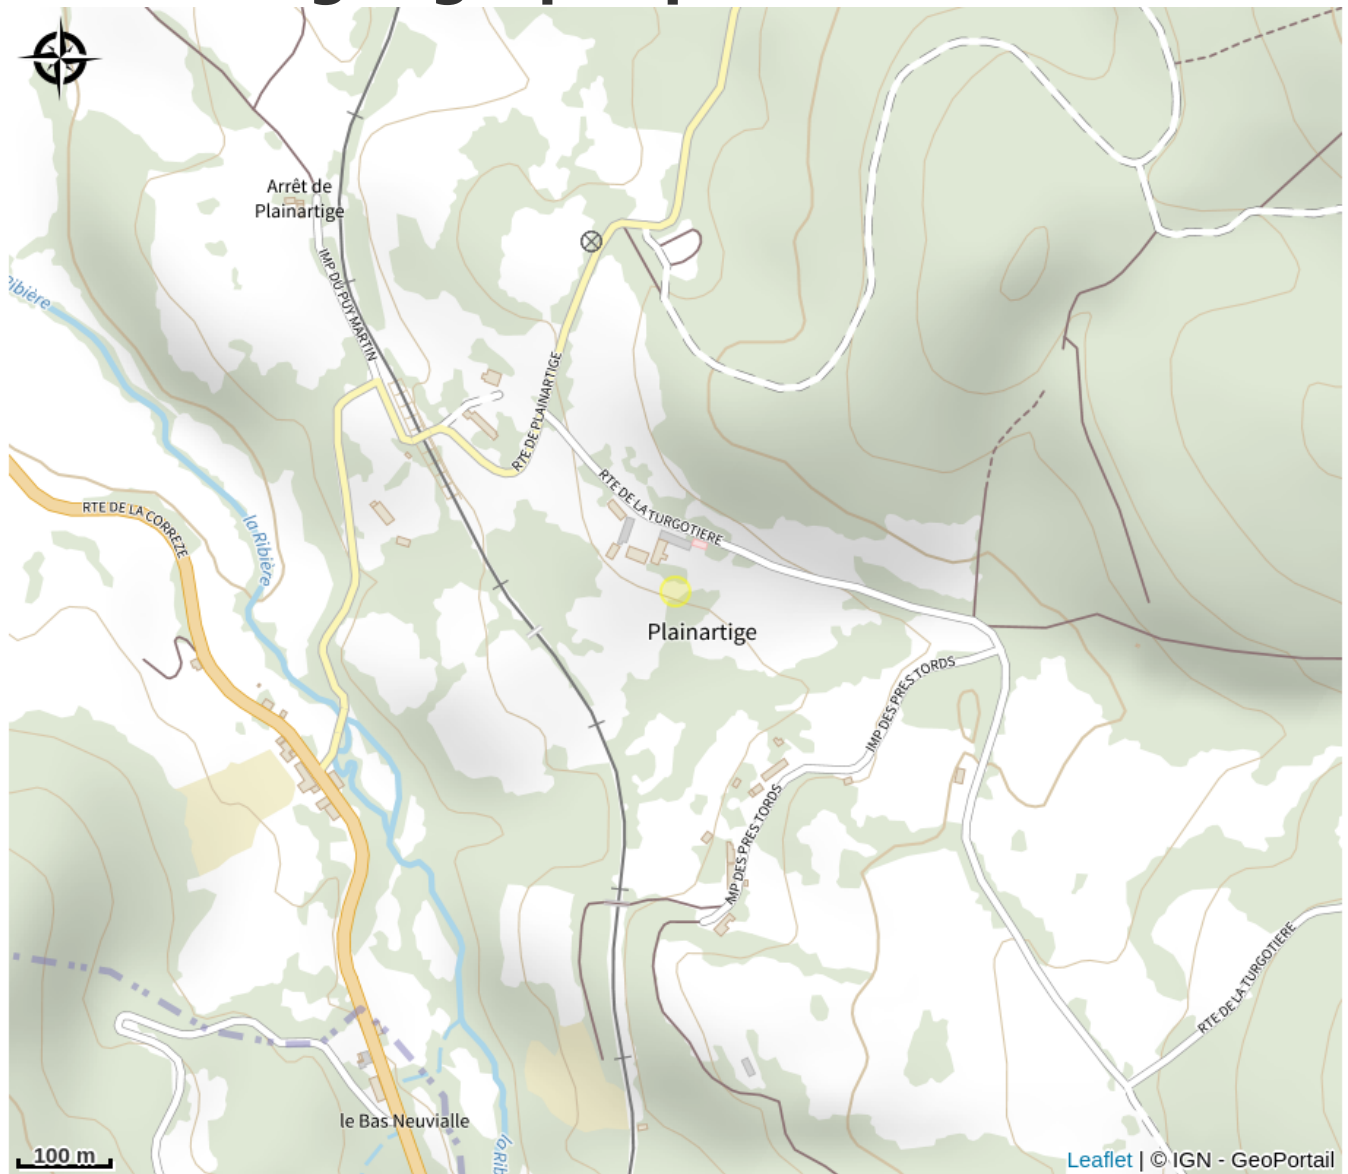 Arrêt de
Plainartige
IMP DU PUY MARTIN
Ribière
RTE DE PLAINARTIGE
RTE DE LA CORREZE
la Ribière
RTE DE LA TURGOTIERE
Plainartige
IMP DES PRES TORDS
IMP DES PRES TORDS
RTE DE LA TURGOTIERE
le Bas Neuvialle
la Rib
100 m
Leaflet | © IGN - GeoPortail